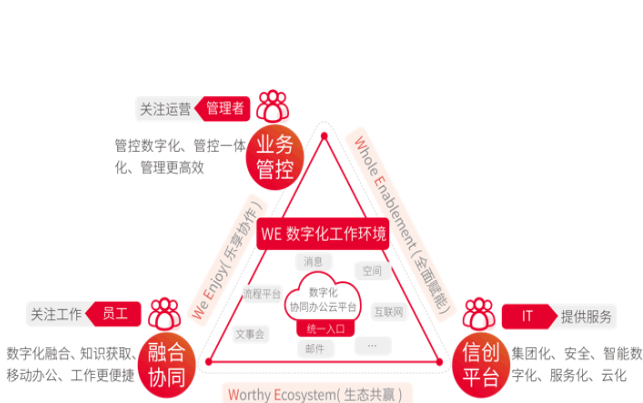 关注运营 管理者
业务
管控
管控数字化、管控一体
化、管理更高效
Whole Enablement (全面赋能)
We Enjoy( 乐享协作 )
WE 数字化工作环境
消息
空间
流程平台
数字化
协同办公云平台
互联网
统一入口
文事会
邮件
...
关注工作 员工
融合
协同
数字化融合、知识获取、
移动办公、工作更便捷
IT 提供服务
信创
平台
集团化、安全、智能数
字化、服务化、云化
Worthy Ecosystem( 生态共赢 )